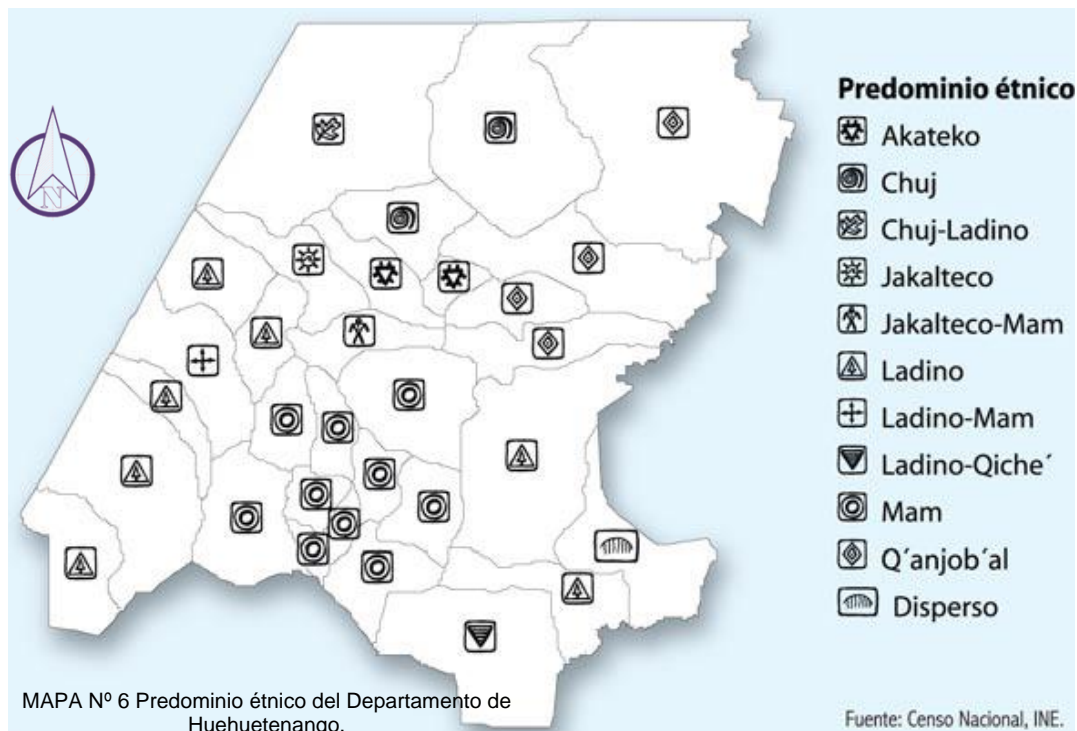 N
Predominio étnico
Akateko
Chuj
Chuj-Ladino
Jakalteco
Jakalteco-Mam
Ladino
Ladino-Mam
Ladino-Qiche´
Mam
Q´anjob´al
Disperso
MAPA Nº 6 Predominio étnico del Departamento de
Huehuetenango.
Fuente: Censo Nacional, INE.